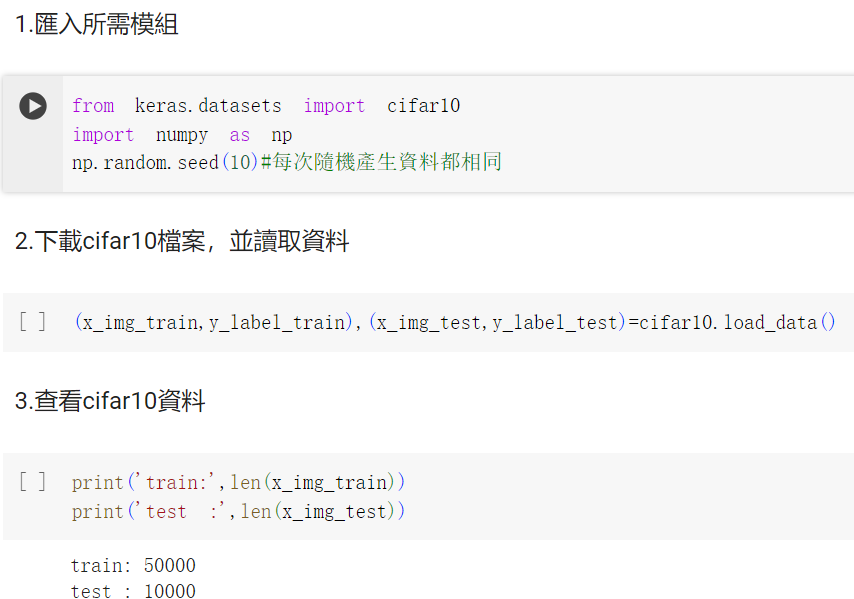 1.匯入所需模組
from keras.datasets import cifar10
import numpy as np
np.random.seed(10)#每次隨機產生資料都相同
2.下載cifar10檔案，並讀取資料
[ ] (x_img_train,y_label_train),(x_img_test,y_label_test)=cifar10.load_data()
3.查看cifar10資料
[ ] print('train:',len(x_img_train))
print('test :',len(x_img_test))
train: 50000
test : 10000